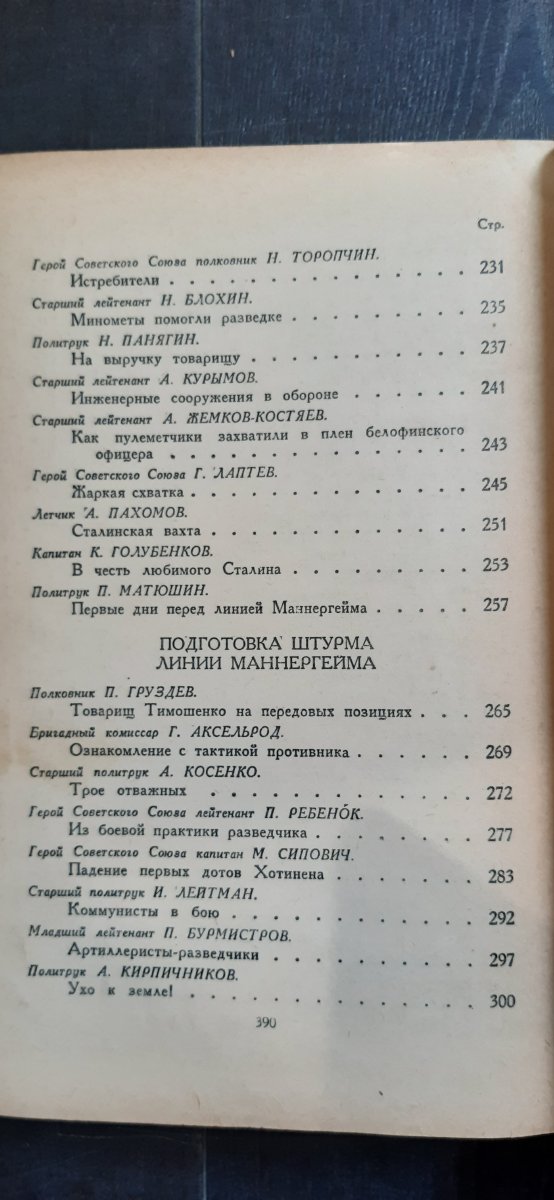 Стр.
Герой Советского Союза полковник Н. ТОРОПЧИН.
Истребители . . . . . . . . . . . . . . . 231
Старший лейтенант Н. БЛОХИН.
Минометы помогли разведке . . . . . . . . 235
Политрук Н. ПАНЯГИН.
На выручку товарищу . . . . . . . . . . 237
Старший лейтенант А. КУРЫМОВ.
Инженерные сооружения в обороне . . . . . . 241
Старший лейтенант А. ЖЕМКОВ-КОСТЯЕВ.
Как пулеметчики захватили в плен белофинского
офицера . . . . . . . . . . . . . . 243
Герой Советского Союза Г. ЛАПТЕВ.
Жаркая схватка . . . . . . . . . . . . . 245
Летчик А. ПАХОМОВ.
Сталинская вахта . . . . . . . . . . . . 251
Капитан К. ГОЛУБЕНКОВ.
В честь любимого Сталина . . . . . . . . 253
Политрук П. МАТЮШИН.
Первые дни перед линией Маннергейма . . . . 257
ПОДГОТОВКА ШТУРМА
ЛИНИИ МАННЕРГЕЙМА
Полковник П. ГРУЗДЕВ.
Товарищ Тимошенко на передовых позициях . . . 265
Бригадный комиссар Г. АКСЕЛЬРОД.
Ознакомление с тактикой противника . . . . . 269
Старший политрук А. КОСЕНКО.
Трое отважных . . . . . . . . . . . . 272
Герой Советского Союза лейтенант П. РЕБЕНО́К.
Из боевой практики разведчика . . . . . . . 277
Герой Советского Союза капитан М. СИПОВИЧ.
Падение первых дотов Хотинена . . . . . . 283
Старший политрук И. ЛЕЙТМАН.
Коммунисты в бою . . . . . . . . . . . 292
Младший лейтенант П. БУРМИСТРОВ.
Артиллеристы-разведчики . . . . . . . . . 297
Политрук А. КИРПИЧНИКОВ.
Ухо к земле! . . . . . . . . . . . . . 300
390